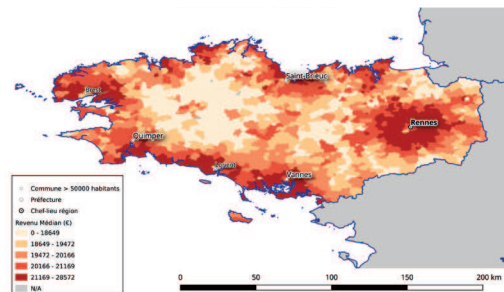 Saint-Brieuc
Brest
Rennes
Quimper
Lorient
Vannes
Commune > 50000 habitants
Préfecture
Chef-lieu région
Revenu Médian (€)
0 - 18649
18649 - 19472
19472 - 20166
20166 - 21169
21169 - 28572
N/A
0 50 100 150 200 km